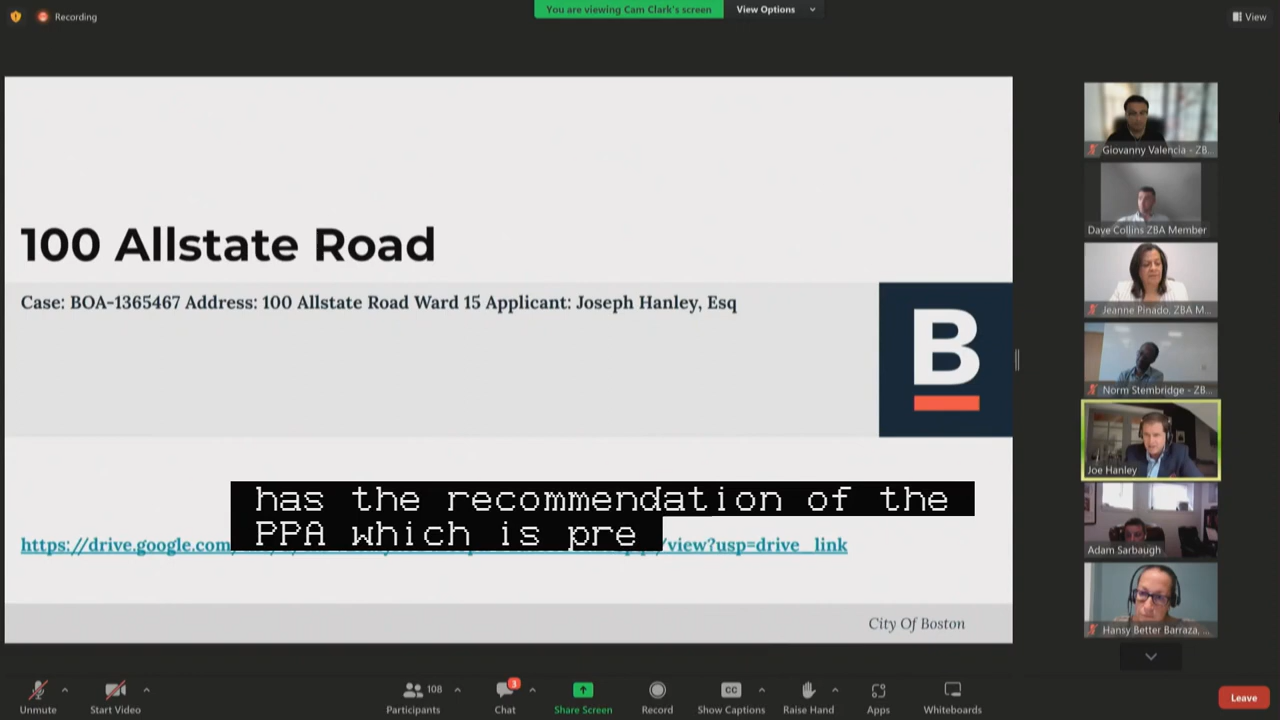 Recording
You are viewing Cam Clark's screen
View Options
View
100 Allstate Road
Case: BOA-1365467 Address: 100 Allstate Road Ward 15 Applicant: Joseph Hanley, Esq
B
has the recommendation of the
PPA which is pre
https://drive.google.com
/view?usp=drive_link
City Of Boston
Giovanny Valencia - ZB...
Dave Collins ZBA Member
Jeanne Pinado, ZBA M...
Norm Stembridge - ZB...
Joe Hanley
Adam Sarbaugh
Hansy Better Barraza, ...
Unmute
Start Video
108
Participants
3
Chat
Share Screen
Record
CC
Show Captions
Raise Hand
Apps
Whiteboards
Leave